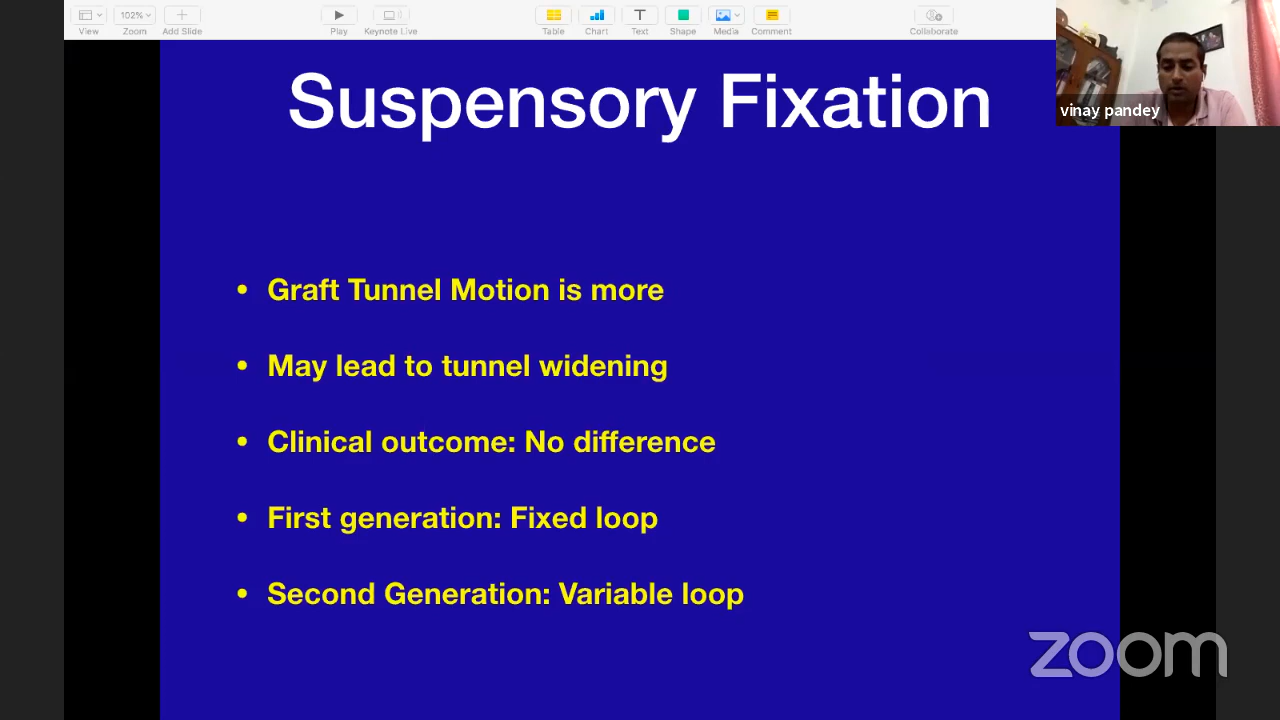 View
102%
Zoom
Add Slide
Play
Keynote Live
Table
Chart
Text
Shape
Media
Comment
Collaborate
vinay pandey
Suspensory Fixation
• Graft Tunnel Motion is more
• May lead to tunnel widening
• Clinical outcome: No difference
• First generation: Fixed loop
• Second Generation: Variable loop
zoom